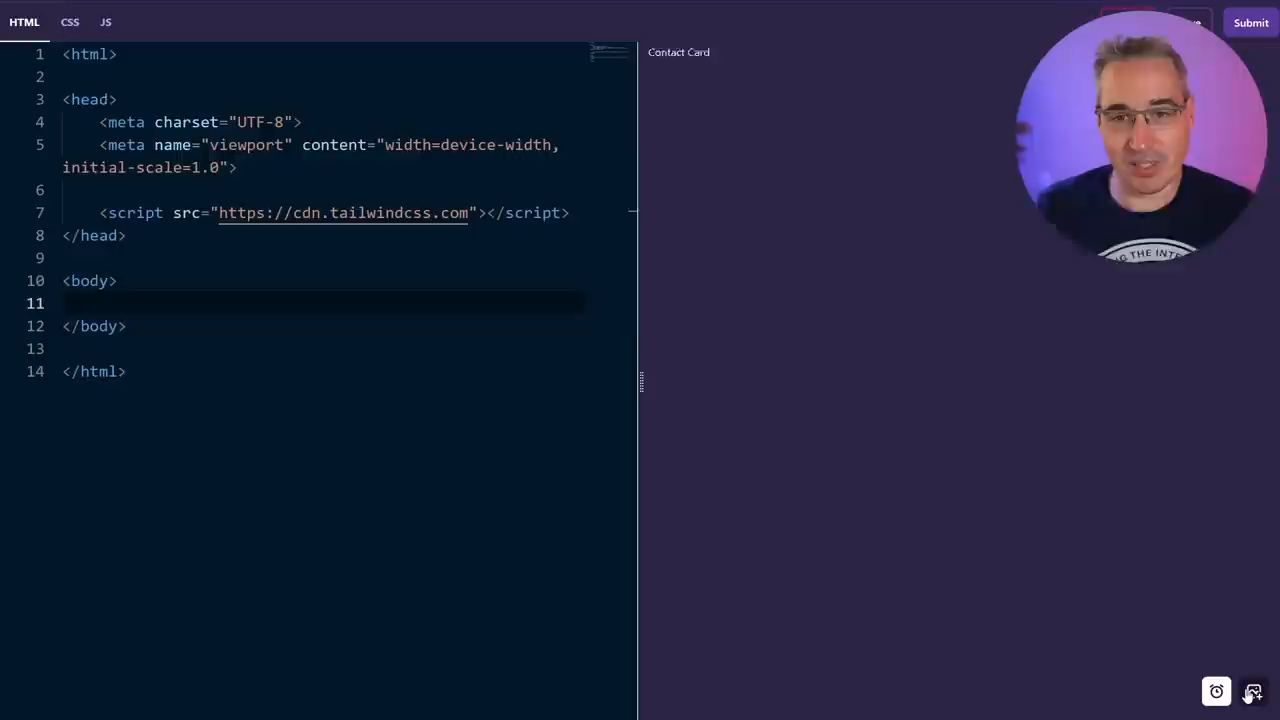 HTML CSS JS
Submit
Contact Card
1 <html>
2
3 <head>
4 <meta charset="UTF-8">
5 <meta name="viewport" content="width=device-width,
initial-scale=1.0">
6
7 <script src="https://cdn.tailwindcss.com"></script>
8 </head>
9
10 <body>
11
12 </body>
13
14 </html>
THE INTE